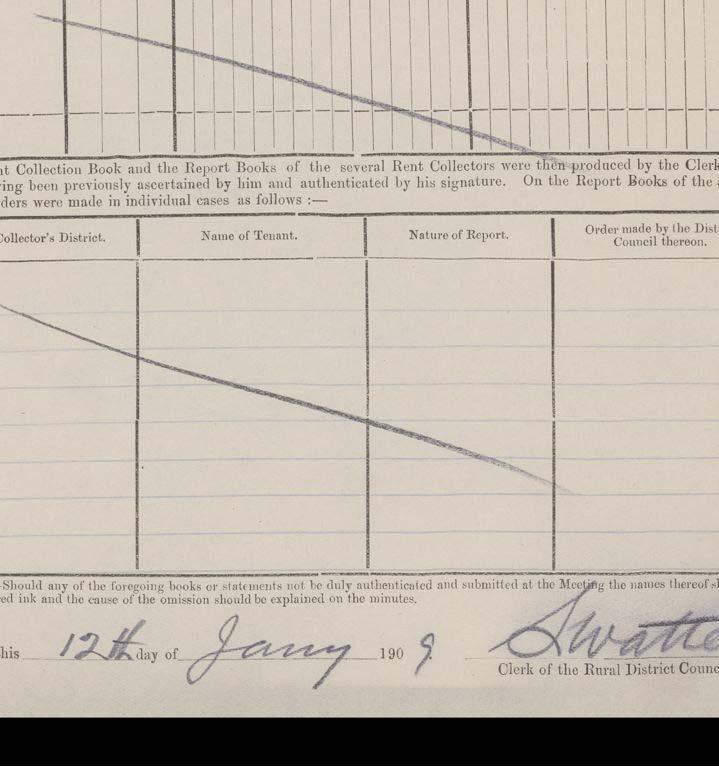 nt Collection Book and the Report Books of the several Rent Collectors were then produced by the Clerk
ing been previously ascertained by him and authenticated by his signature. On the Report Books of the
ders were made in individual cases as follows :—
Collector's District. Name of Tenant. Nature of Report. Order made by the Dist
Council thereon.
Should any of the foregoing books or statements not be duly authenticated and submitted at the Meeting the names thereof sh
ed ink and the cause of the omission should be explained on the minutes.
his 12th day of Jany 1909.
Clerk of the Rural District Counc